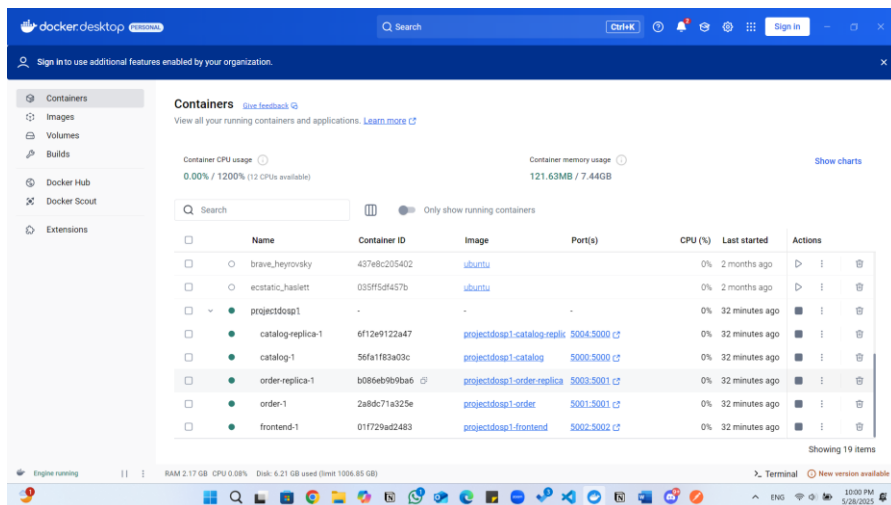 docker.desktop PERSONAL Search Ctrl+K Sign in
Sign in to use additional features enabled by your organization.
Containers
Images
Volumes
Builds
Docker Hub
Docker Scout
Extensions
Containers Give feedback
View all your running containers and applications. Learn more
Container CPU usage
0.00% / 1200% (12 CPUs available)
Container memory usage
121.63MB / 7.44GB
Show charts
Search Only show running containers
Name Container ID Image Port(s) CPU (%) Last started Actions
brave_heyrovsky 437e8c205402 ubuntu 0% 2 months ago
ecstatic_haslett 035ff5df457b ubuntu 0% 2 months ago
projectdosp1 - - - 0% 32 minutes ago
catalog-replica-1 6f12e9122a47 projectdosp1-catalog-replic 5004:5000 0% 32 minutes ago
catalog-1 56fa1f83a03c projectdosp1-catalog 5000:5000 0% 32 minutes ago
order-replica-1 b086eb9b9ba6 projectdosp1-order-replica 5003:5001 0% 32 minutes ago
order-1 2a8dc71a325e projectdosp1-order 5001:5001 0% 32 minutes ago
frontend-1 01f729ad2483 projectdosp1-frontend 5002:5002 0% 32 minutes ago
Showing 19 items
Engine running RAM 2.17 GB CPU 0.08% Disk: 6.21 GB used (limit 1006.85 GB) >_ Terminal New version available
ENG 10:00 PM
5/28/2025